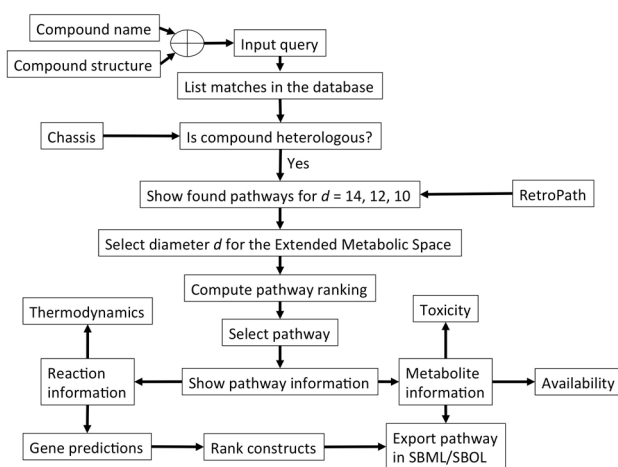 Compound name
Compound structure
Input query
List matches in the database
Chassis
Is compound heterologous?
Yes
Show found pathways for d = 14, 12, 10
RetroPath
Select diameter d for the Extended Metabolic Space
Compute pathway ranking
Thermodynamics
Toxicity
Select pathway
Reaction
information
Show pathway information
Metabolite
information
Availability
Gene predictions
Rank constructs
Export pathway
in SBML/SBOL